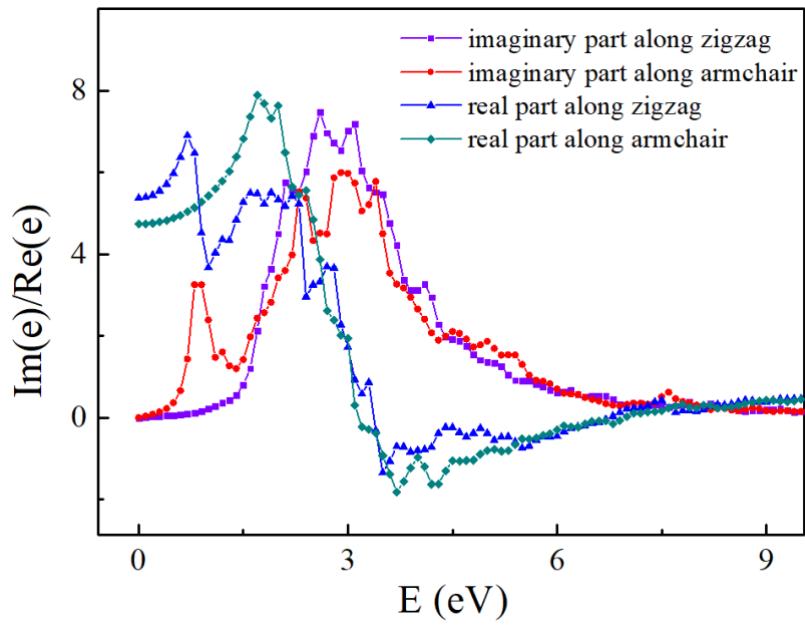 imaginary part along zigzag
imaginary part along armchair
real part along zigzag
real part along armchair
Im(e)/Re(e)
8
4
0
0 3 6 9
E (eV)